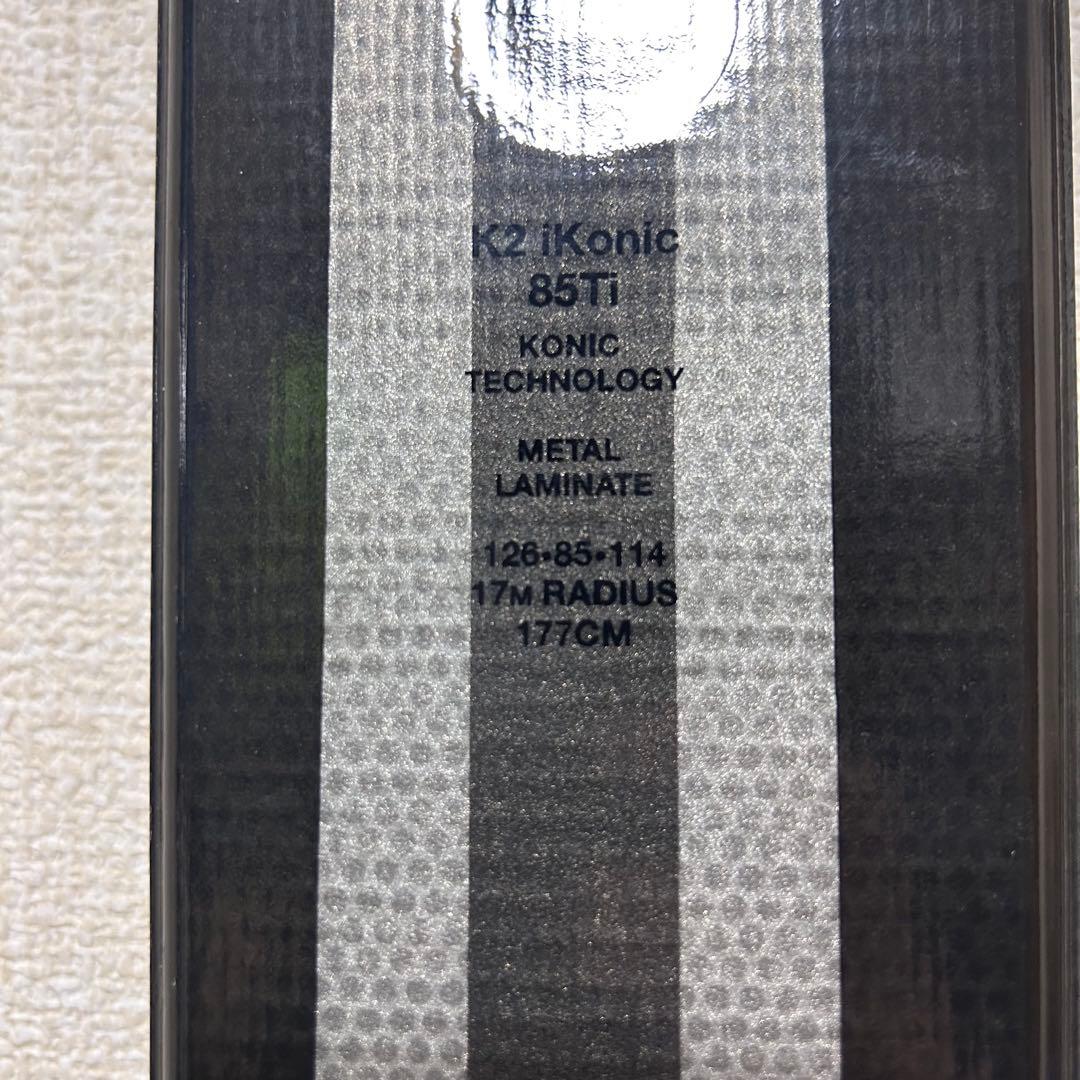 K2 iKonic
85Ti
KONIC
TECHNOLOGY
METAL
LAMINATE
126•85•114
17M RADIUS
177CM